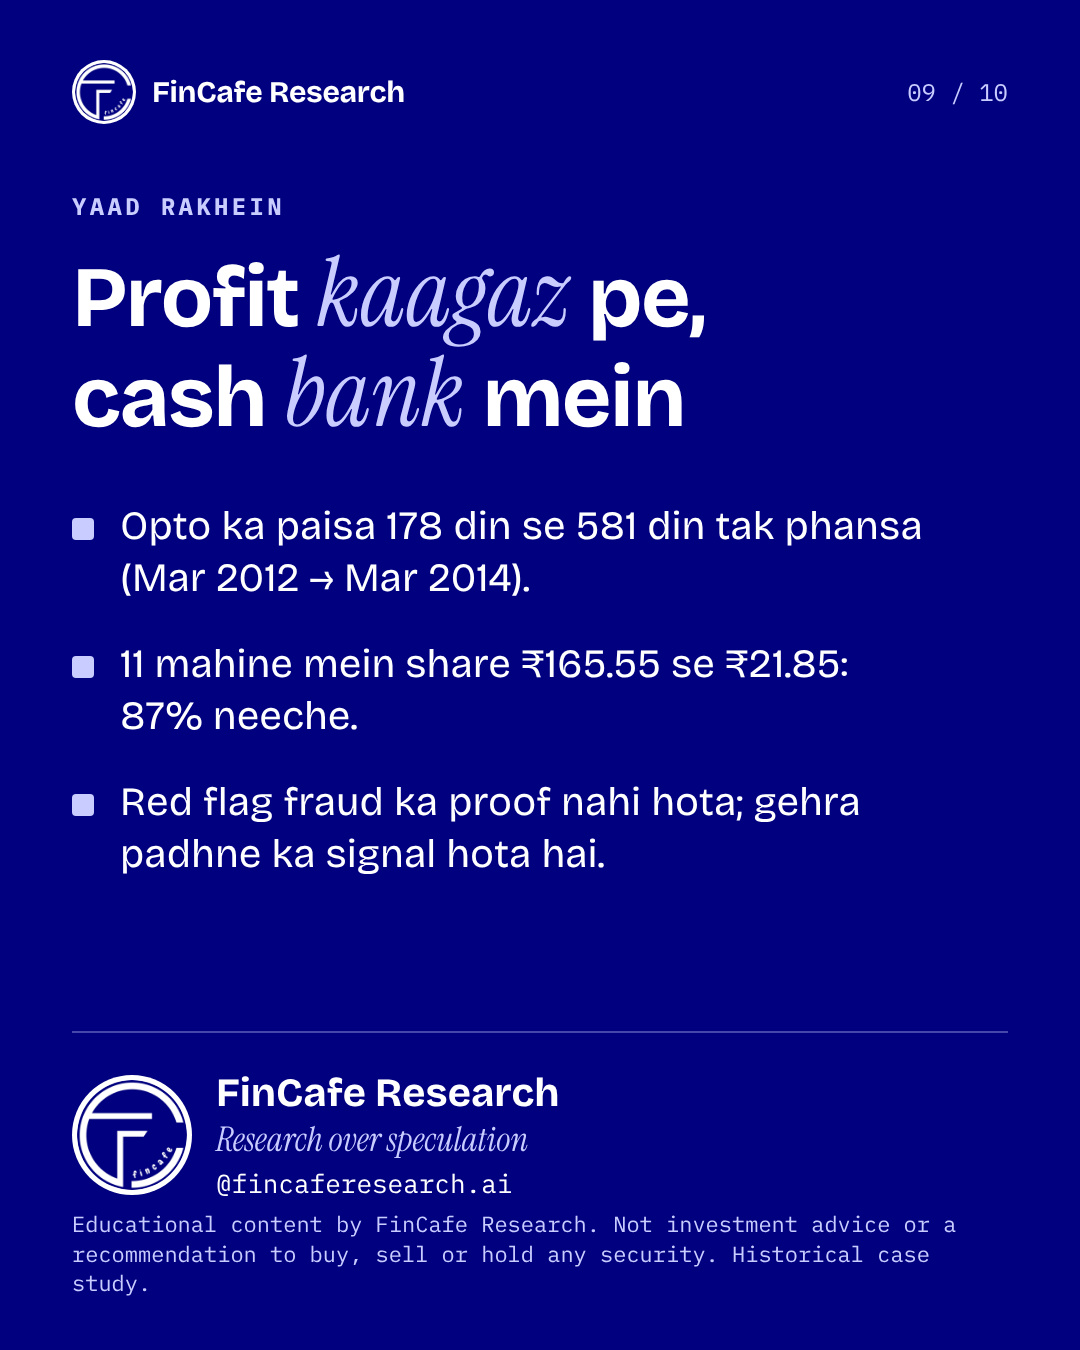 FinCafe Research
09 / 10
YAAD RAKHEIN
Profit kaagaz pe,
cash bank mein
Opto ka paisa 178 din se 581 din tak phansa
(Mar 2012 → Mar 2014).
11 mahine mein share ₹165.55 se ₹21.85:
87% neeche.
Red flag fraud ka proof nahi hota; gehra
padhne ka signal hota hai.
fincafe
FinCafe Research
Research over speculation
@fincaferesearch.ai
Educational content by FinCafe Research. Not investment advice or a
recommendation to buy, sell or hold any security. Historical case
study.